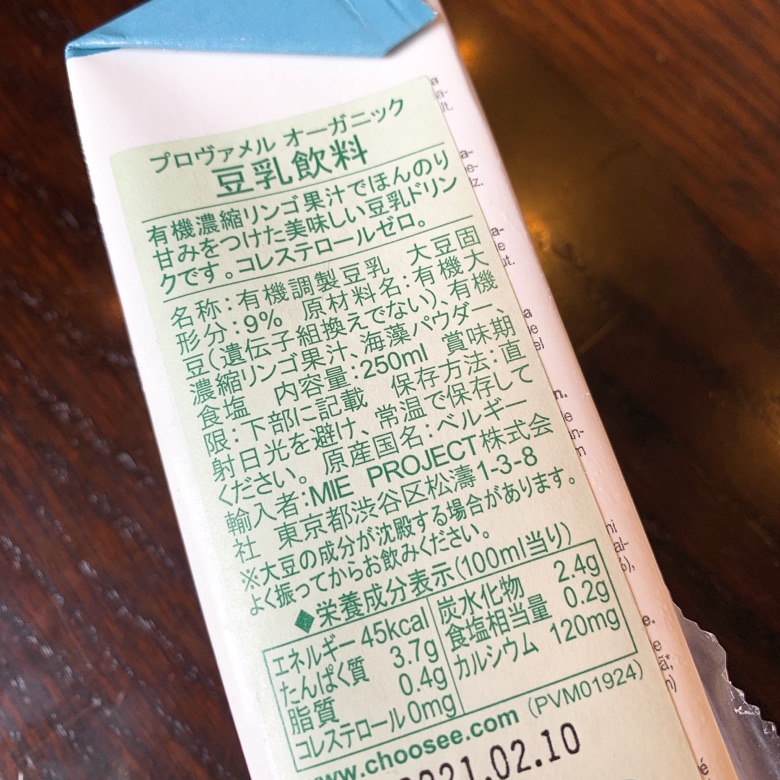 プロヴァメル オーガニック
豆乳飲料
有機濃縮リンゴ果汁でほんのり
甘みをつけた美味しい豆乳ドリン
クです。コレステロールゼロ。
名称：有機調製豆乳 大豆固
形分：9% 原材料名：有機大
豆（遺伝子組換えでない）、有機
濃縮リンゴ果汁、海藻パウダー、
食塩 内容量：250ml 賞味期
限：下部に記載 保存方法：直
射日光を避け、常温で保存して
ください。 原産国名：ベルギー
輸入者：MIE PROJECT株式会
社 東京都渋谷区松濤1-3-8
※大豆の成分が沈殿する場合があります。
よく振ってからお飲みください。
◆栄養成分表示（100ml当り）
エネルギー 45kcal
たんぱく質 3.7g
脂質 0.4g
コレステロール 0mg
炭水化物 2.4g
食塩相当量 0.2g
カルシウム 120mg
www.choosee.com (PVM01924)
2021.02.10